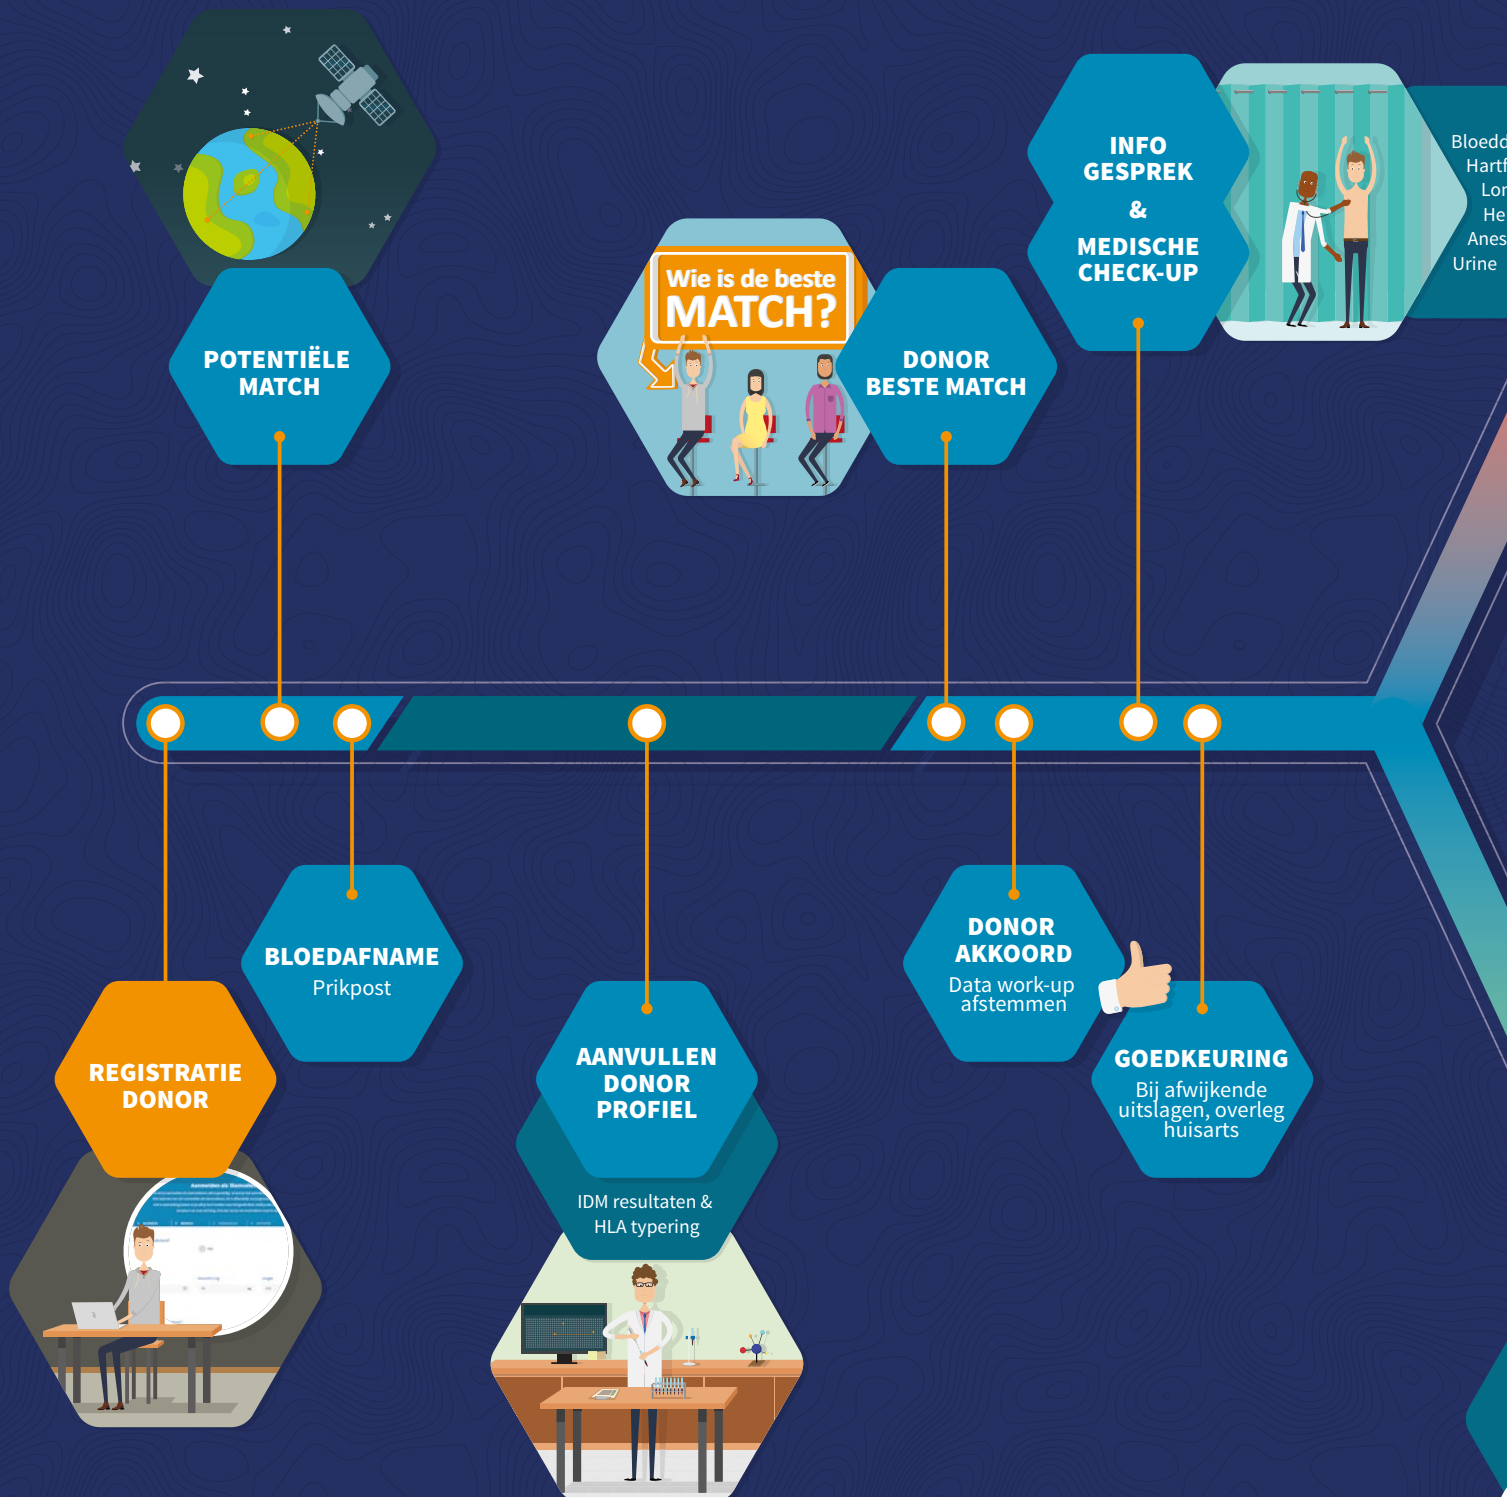 POTENTIËLE
MATCH
Wie is de beste
MATCH?
DONOR
BESTE MATCH
INFO
GESPREK
&
MEDISCHE
CHECK-UP
Urine
REGISTRATIE
DONOR
BLOEDAFNAME
Prikpost
AANVULLEN
DONOR
PROFIEL
IDM resultaten &
HLA typering
DONOR
AKKOORD
Data work-up
afstemmen
GOEDKEURING
Bij afwijkende
uitslagen, overleg
huisarts